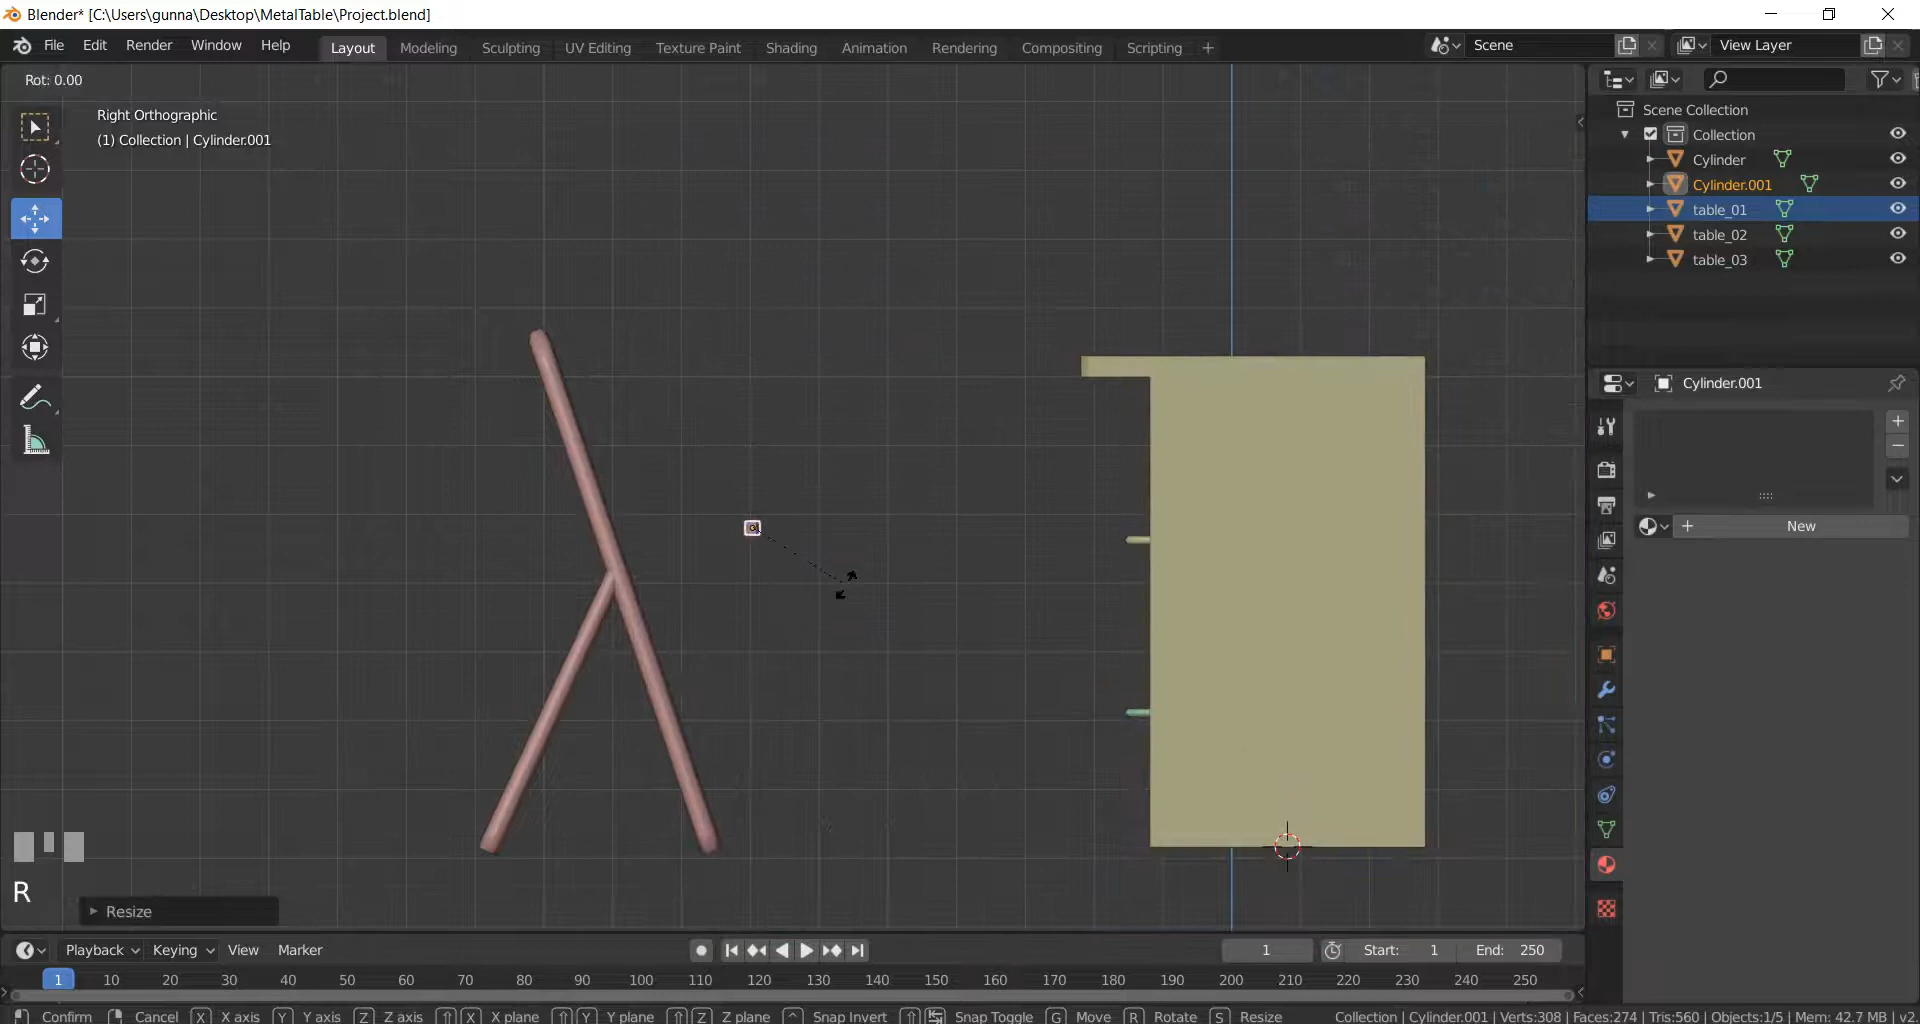 Blender* [C:\Users\gunna\Desktop\MetalTable\Project.blend]
File Edit Render Window Help Layout Modeling Sculpting UV Editing Texture Paint Shading Animation Rendering Compositing Scripting + Scene View Layer
Rot: 0.00
Right Orthographic
(1) Collection | Cylinder.001
Scene Collection
Collection
Cylinder
Cylinder.001
table_01
table_02
table_03
Cylinder.001
+ New
R
Resize
Playback Keying View Marker 1 Start: 1 End: 250
1 10 20 30 40 50 60 70 80 90 100 110 120 130 140 150 160 170 180 190 200 210 220 230 240 250
Confirm Cancel X X axis Y Y axis Z Z axis X X plane Y Y plane Z Z plane ^ Snap Invert Snap Toggle G Move R Rotate S Resize Collection | Cylinder.001 | Verts:308 | Faces:274 | Tris:560 | Objects:1/5 | Mem: 42.7 MB | v2.